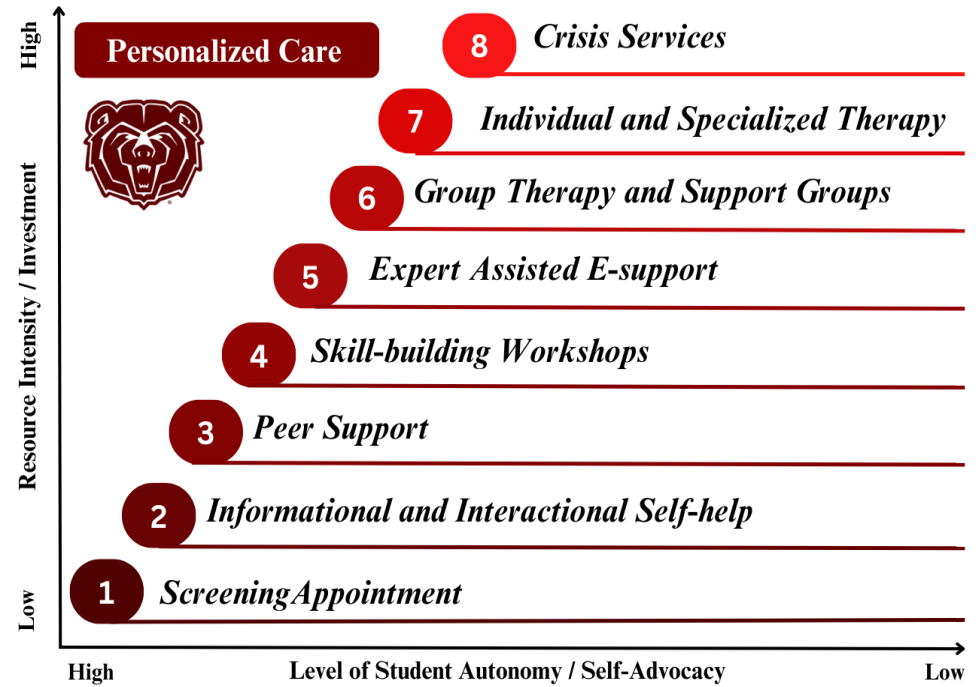 High
Personalized Care
8
Crisis Services
7
Individual and Specialized Therapy
6
Group Therapy and Support Groups
5
Expert Assisted E-support
4
Skill-building Workshops
3
Peer Support
2
Informational and Interactional Self-help
1
Screening Appointment
Low
Resource Intensity / Investment
High
Level of Student Autonomy / Self-Advocacy
Low
®